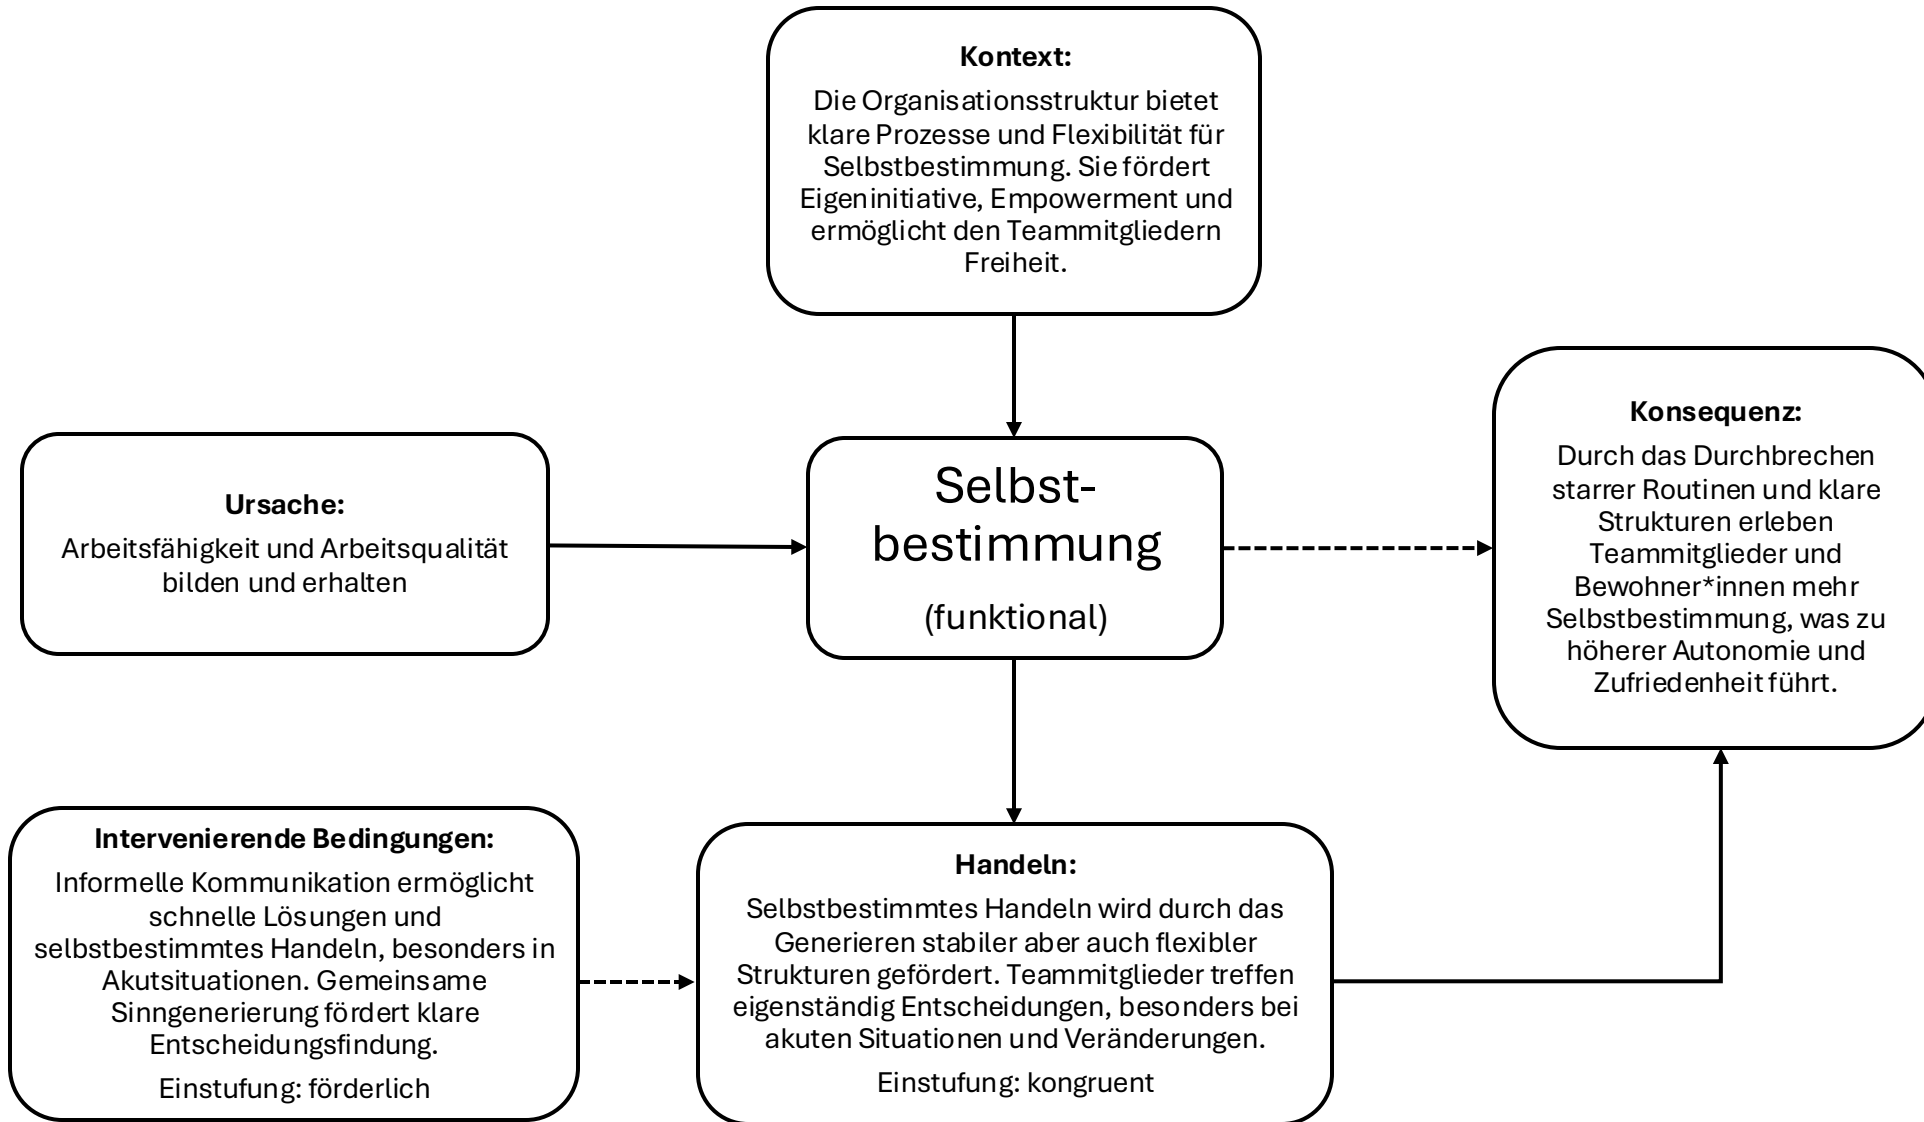 Kontext:
Die Organisationsstruktur bietet
klare Prozesse und Flexibilität für
Selbstbestimmung. Sie fördert
Eigeninitiative, Empowerment und
ermöglicht den Teammitgliedern
Freiheit.
Ursache:
Arbeitsfähigkeit und Arbeitsqualität
bilden und erhalten
Selbst-
bestimmung
(funktional)
Konsequenz:
Durch das Durchbrechen
starrer Routinen und klare
Strukturen erleben
Teammitglieder und
Bewohner*innen mehr
Selbstbestimmung, was zu
höherer Autonomie und
Zufriedenheit führt.
Intervenierende Bedingungen:
Informelle Kommunikation ermöglicht
schnelle Lösungen und
selbstbestimmtes Handeln, besonders in
Akutsituationen. Gemeinsame
Sinngenerierung fördert klare
Entscheidungsfindung.
Einstufung: förderlich
Handeln:
Selbstbestimmtes Handeln wird durch das
Generieren stabiler aber auch flexibler
Strukturen gefördert. Teammitglieder treffen
eigenständig Entscheidungen, besonders bei
akuten Situationen und Veränderungen.
Einstufung: kongruent